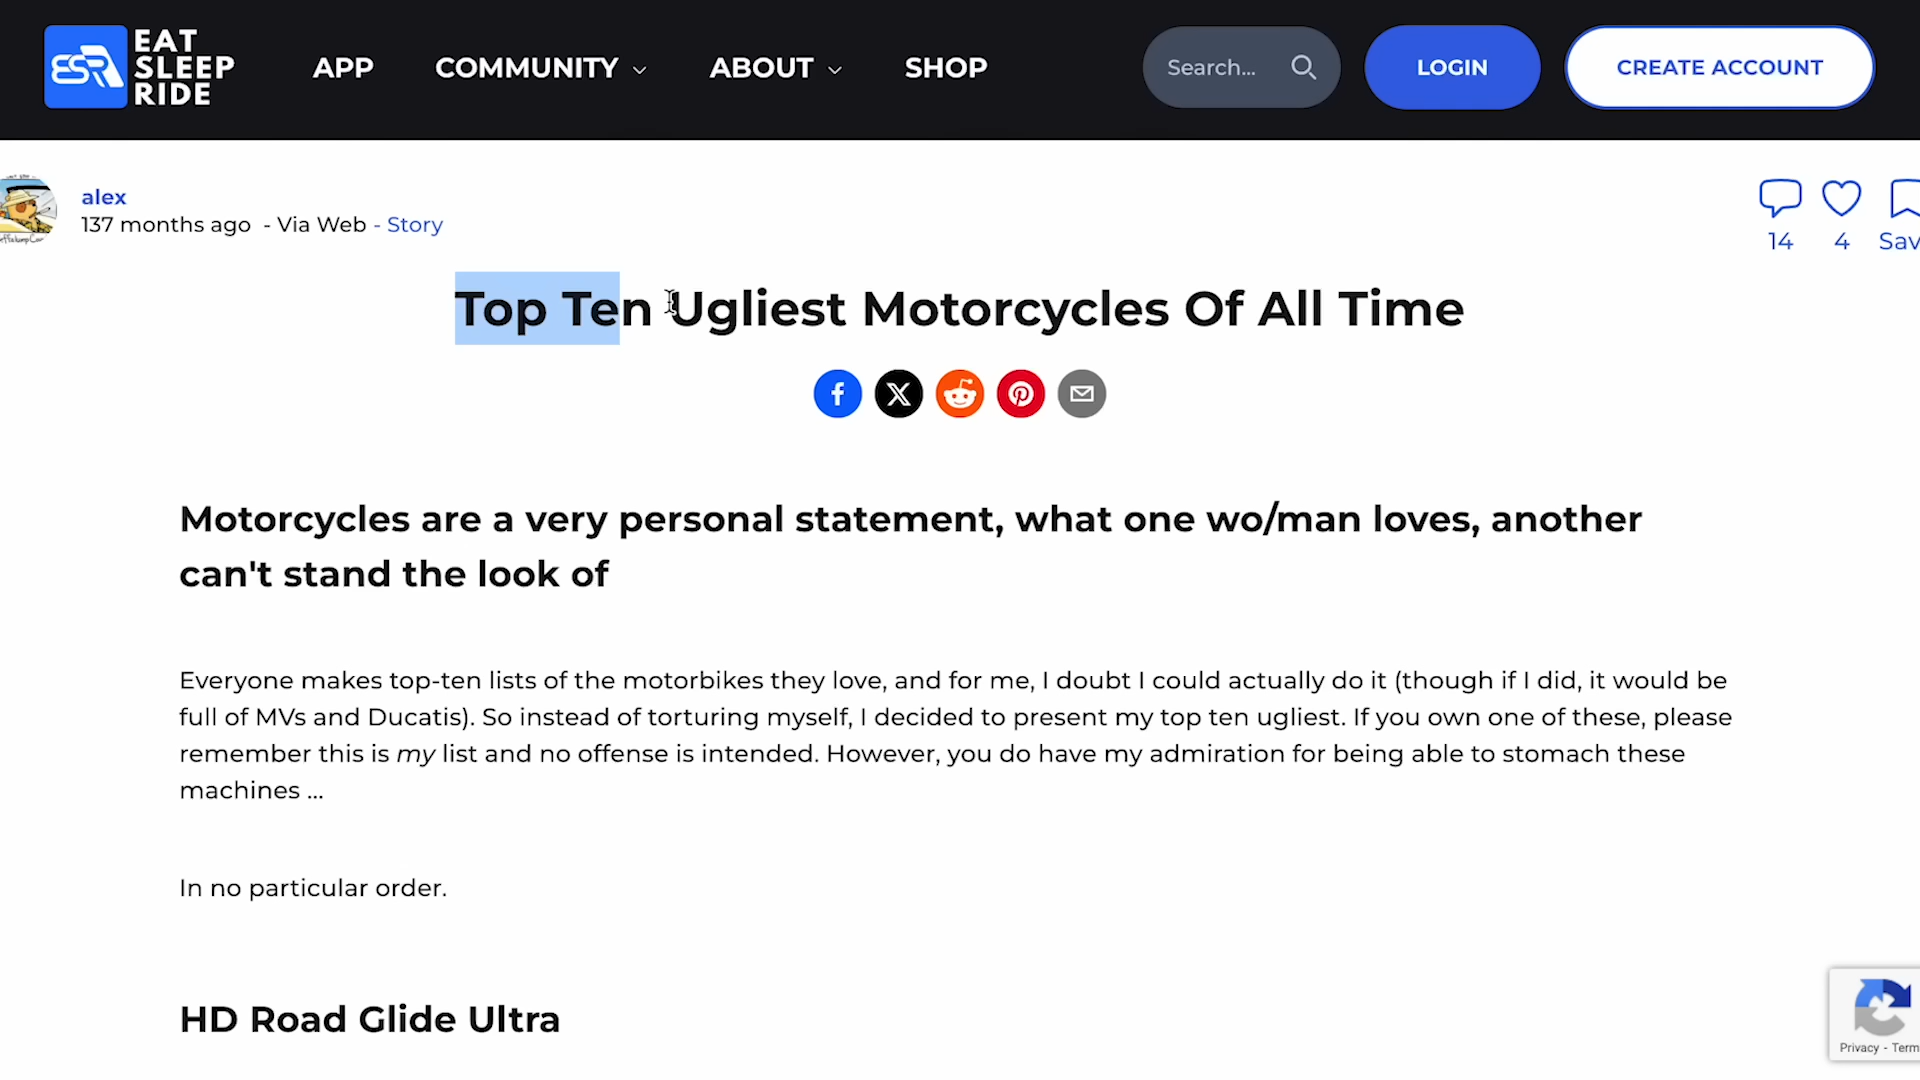 EAT
SLEEP
RIDE
APP
COMMUNITY
ABOUT
SHOP
Search...
LOGIN
CREATE ACCOUNT
alex
137 months ago - Via Web - Story
14
4
Sav
Top Ten Ugliest Motorcycles Of All Time
Motorcycles are a very personal statement, what one wo/man loves, another
can't stand the look of
Everyone makes top-ten lists of the motorbikes they love, and for me, I doubt I could actually do it (though if I did, it would be
full of MVs and Ducatis). So instead of torturing myself, I decided to present my top ten ugliest. If you own one of these, please
remember this is my list and no offense is intended. However, you do have my admiration for being able to stomach these
machines ...
In no particular order.
HD Road Glide Ultra
Privacy - Term